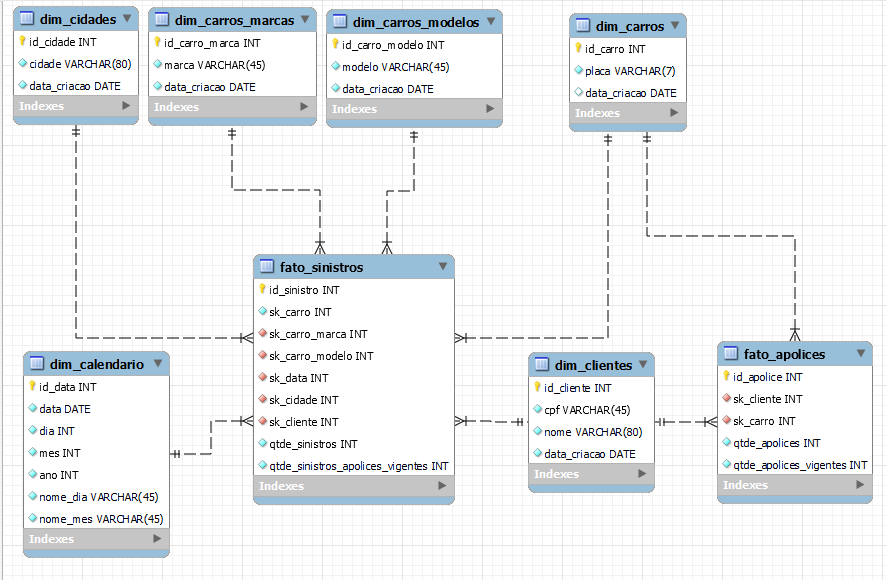 dim_cidades
id_cidade INT
cidade VARCHAR(80)
data_criacao DATE
Indexes
dim_carros_marcas
id_carro_marca INT
marca VARCHAR(45)
data_criacao DATE
Indexes
dim_carros_modelos
id_carro_modelo INT
modelo VARCHAR(45)
data_criacao DATE
Indexes
dim_carros
id_carro INT
placa VARCHAR(7)
data_criacao DATE
Indexes
fato_sinistros
id_sinistro INT
sk_carro INT
sk_carro_marca INT
sk_carro_modelo INT
sk_data INT
sk_cidade INT
sk_cliente INT
qtde_sinistros INT
qtde_sinistros_apolices_vigentes INT
Indexes
dim_calendario
id_data INT
data DATE
dia INT
mes INT
ano INT
nome_dia VARCHAR(45)
nome_mes VARCHAR(45)
Indexes
dim_clientes
id_cliente INT
cpf VARCHAR(45)
nome VARCHAR(80)
data_criacao DATE
Indexes
fato_apolices
id_apolice INT
sk_cliente INT
sk_carro INT
qtde_apolices INT
qtde_apolices_vigentes INT
Indexes